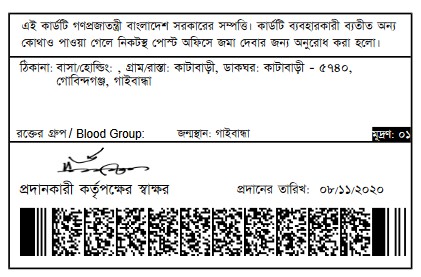 এই কার্ডটি গণপ্রজাতন্ত্রী বাংলাদেশ সরকারের সম্পত্তি। কার্ডটি ব্যবহারকারী ব্যতীত অন্য
কোথাও পাওয়া গেলে নিকটস্থ পোস্ট অফিসে জমা দেবার জন্য অনুরোধ করা হলো।
ঠিকানা: বাসা/হোল্ডিং: , গ্রাম/রাস্তা: কাটাবাড়ী, ডাকঘর: কাটাবাড়ী - ৫৭৪০,
গোবিন্দগঞ্জ, গাইবান্ধা
রক্তের গ্রুপ / Blood Group: জন্মস্থান: গাইবান্ধা মুদ্রণ: ০১
প্রদানকারী কর্তৃপক্ষের স্বাক্ষর প্রদানের তারিখ: ০৮/১১/২০২০